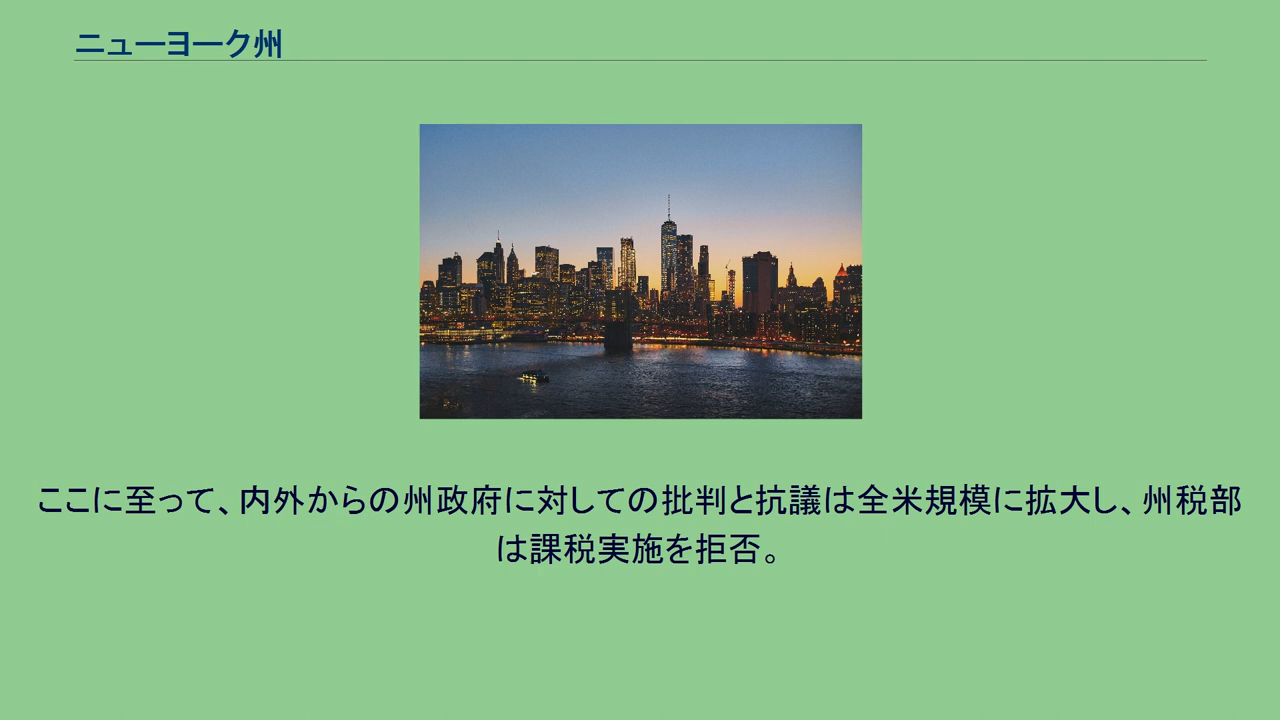 ニューヨーク州
ここに至って、内外からの州政府に対しての批判と抗議は全米規模に拡大し、州税部
は課税実施を拒否。